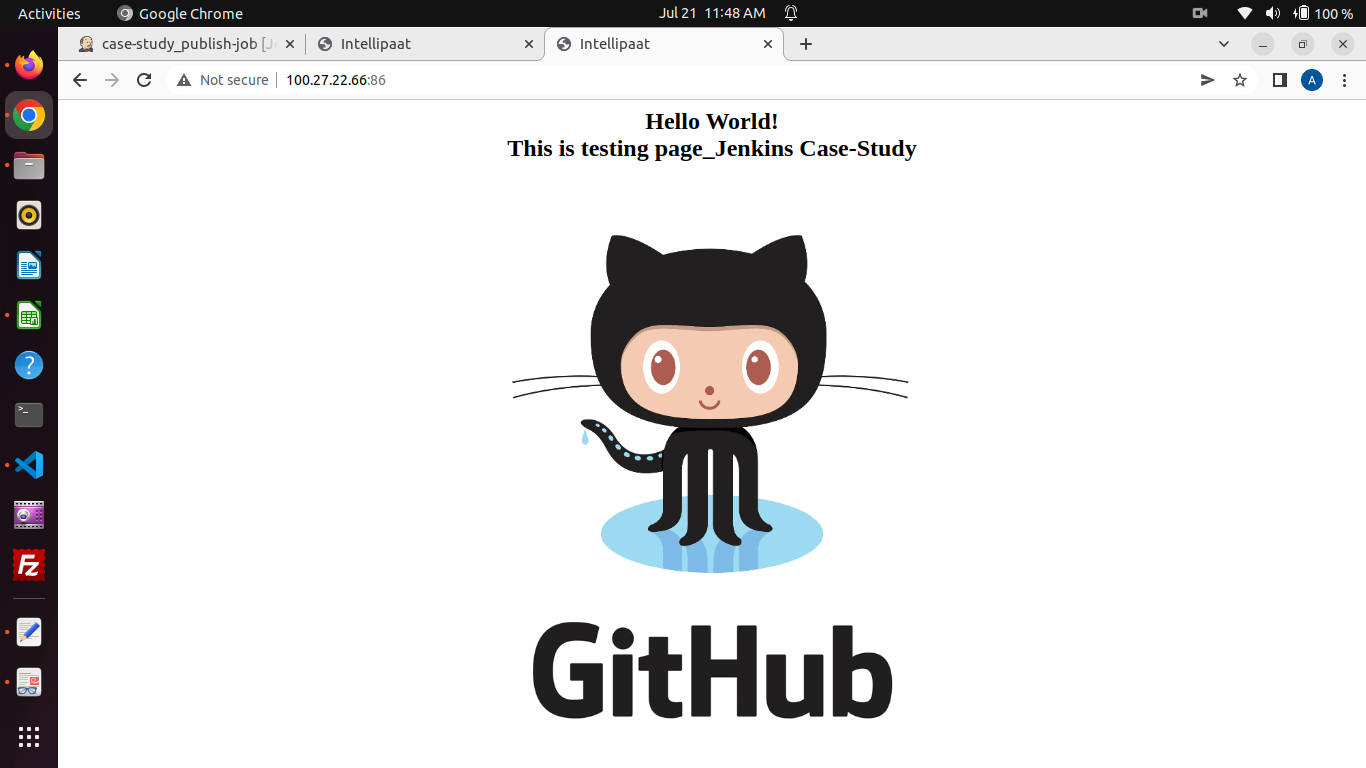 Activities
Google Chrome
Jul 21 11:48 AM
100 %
case-study_publish-job [J
Intellipaat
Intellipaat
Not secure
100.27.22.66:86
A
Hello World!
This is testing page_Jenkins Case-Study
?
>_
FZ
GitHub